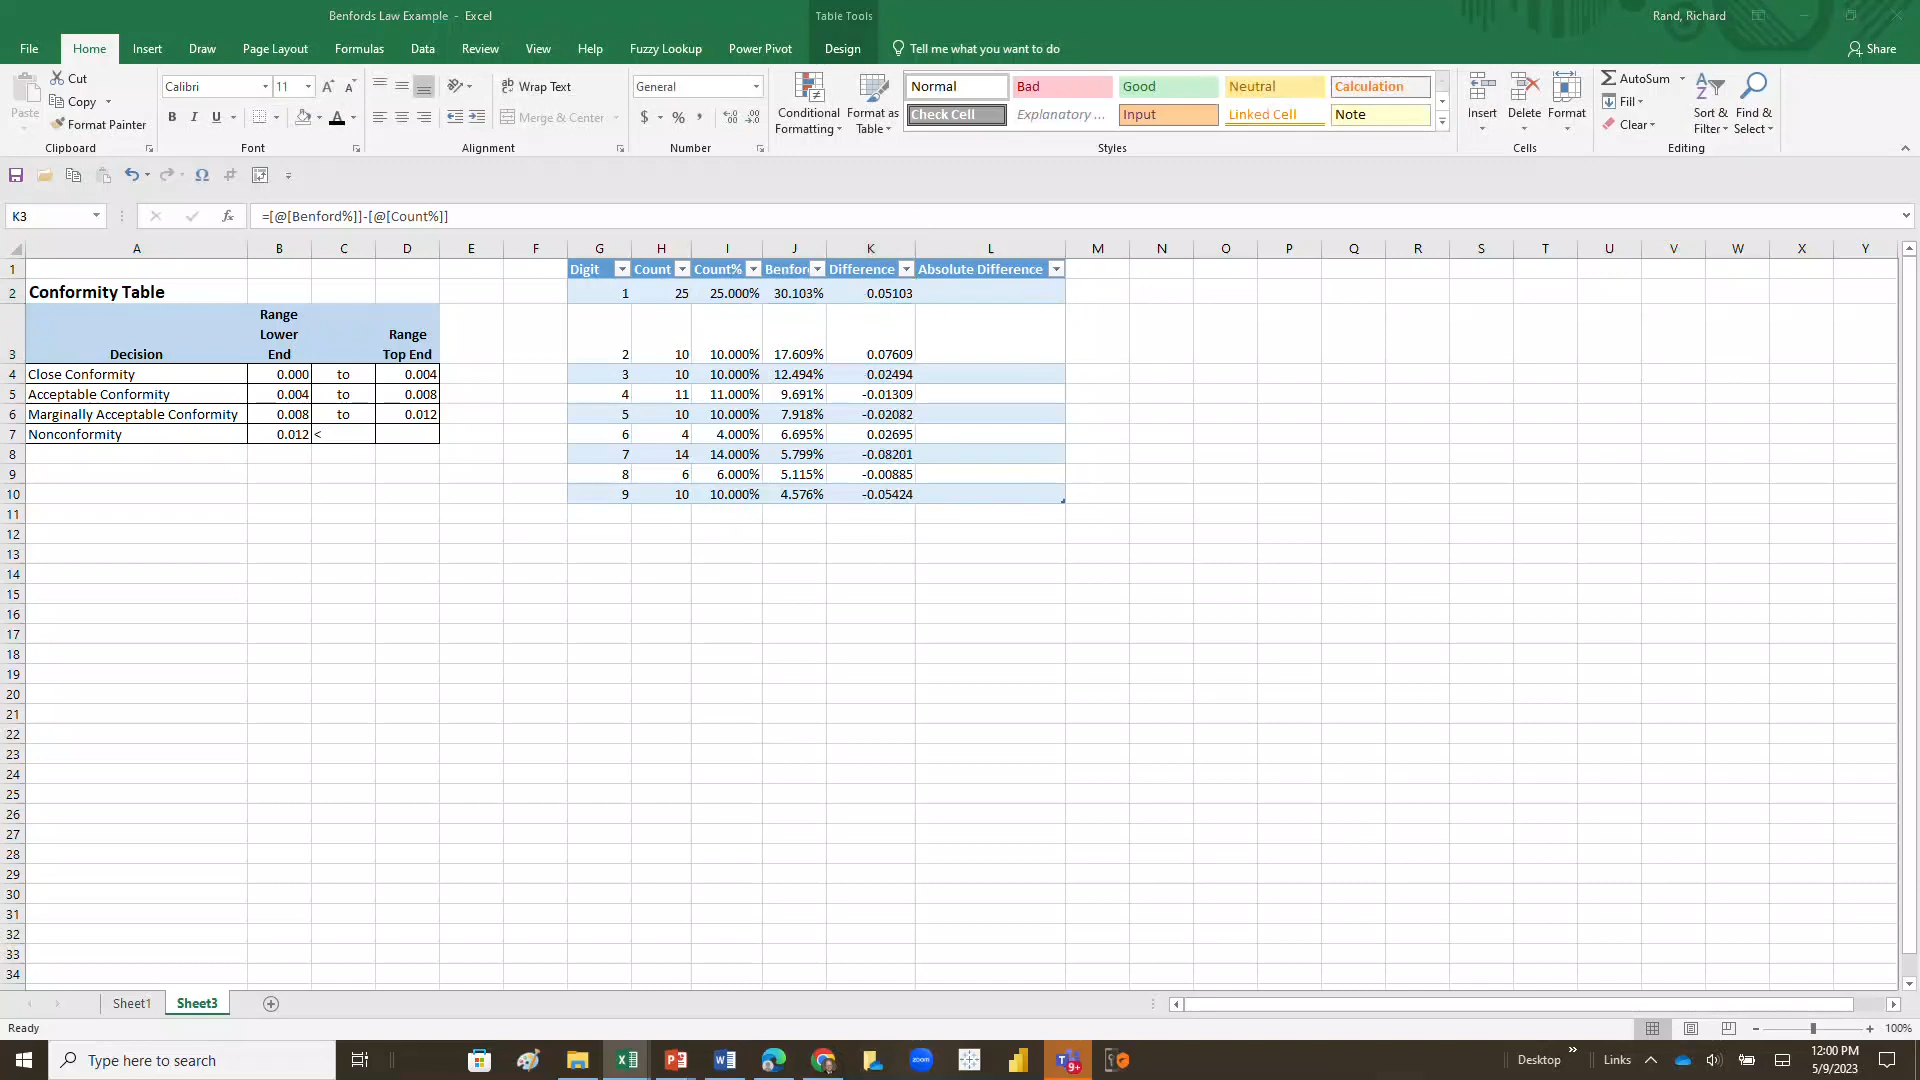 Benfords Law Example - Excel
Table Tools
Rand, Richard
File Home Insert Draw Page Layout Formulas Data Review View Help Fuzzy Lookup Power Pivot Design Tell me what you want to do Share
Paste
Cut
Copy
Format Painter
Clipboard
Calibri 11
B I U
Font
Wrap Text
Merge & Center
Alignment
General
$ % ,
Number
Conditional Formatting
Format as Table
Normal Bad Good Neutral Calculation
Check Cell Explanatory ... Input Linked Cell Note
Styles
Insert Delete Format
Cells
AutoSum
Fill
Clear
Sort & Filter
Find & Select
Editing
K3 fx =[@[Benford%]]-[@[Count%]]
A B C D E F G H I J K L M N O P Q R S T U V W X Y
1 Digit Count Count% Benfor Difference Absolute Difference
2 Conformity Table 1 25 25.000% 30.103% 0.05103
3 Decision Range Lower End Range Top End 2 10 10.000% 17.609% 0.07609
4 Close Conformity 0.000 to 0.004 3 10 10.000% 12.494% 0.02494
5 Acceptable Conformity 0.004 to 0.008 4 11 11.000% 9.691% -0.01309
6 Marginally Acceptable Conformity 0.008 to 0.012 5 10 10.000% 7.918% -0.02082
7 Nonconformity 0.012 < 6 4 4.000% 6.695% 0.02695
8 7 14 14.000% 5.799% -0.08201
9 8 6 6.000% 5.115% -0.00885
10 9 10 10.000% 4.576% -0.05424
11
12
13
14
15
16
17
18
19
20
21
22
23
24
25
26
27
28
29
30
31
32
33
34
Sheet1 Sheet3
Ready
100%
Type here to search
zoom
9+
Desktop
Links
12:00 PM
5/9/2023